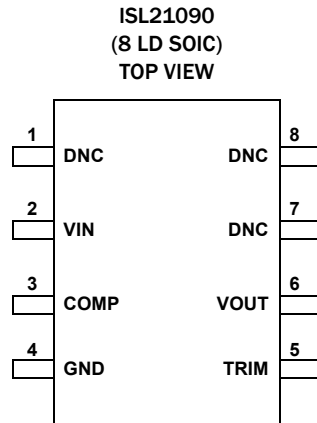 ISL21090
(8 LD SOIC)
TOP VIEW
1 DNC DNC 8
2 VIN DNC 7
3 COMP VOUT 6
4 GND TRIM 5